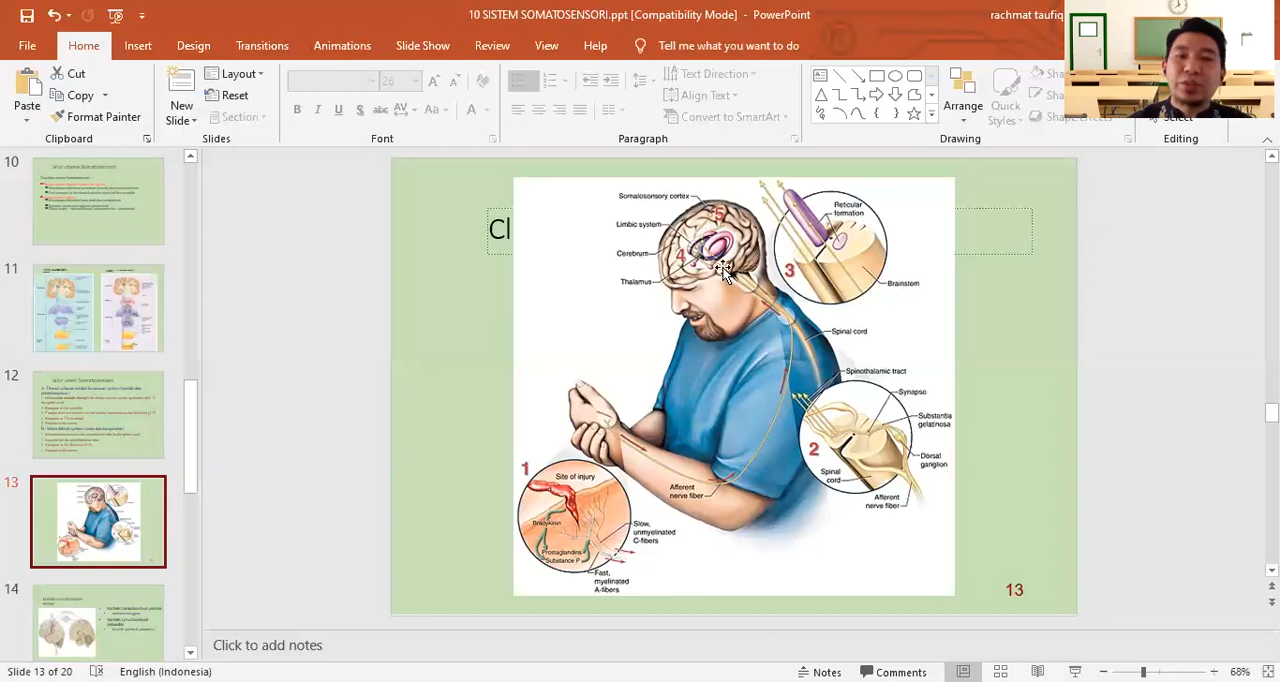 10 SISTEM SOMATOSENSORI.ppt [Compatibility Mode] - PowerPoint
rachmat taufiq
File Home Insert Design Transitions Animations Slide Show Review View Help Tell me what you want to do
Paste
Cut
Copy
Format Painter
Clipboard
New
Slide
Layout
Reset
Section
Slides
28
B I U S abc AV Aa A
Font
Text Direction
Align Text
Convert to SmartArt
Paragraph
Arrange
Quick
Styles
Shape Effects
Drawing
Select
Editing
10
11
12
13
14
Cl
Somatosensory cortex
Limbic system
Cerebrum
Thalamus
5
4
Reticular
formation
3
Brainstem
Spinal cord
Spinothalamic tract
Synapse
Substantia
gelatinosa
Dorsal
ganglion
2
Spinal
cord
Afferent
nerve fiber
Afferent
nerve fiber
1
Site of injury
Bradykinin
Prostaglandins
Substance P
Slow,
unmyelinated
C-fibers
Fast,
myelinated
A-fibers
13
Click to add notes
Slide 13 of 20 English (Indonesia) Notes Comments 68%